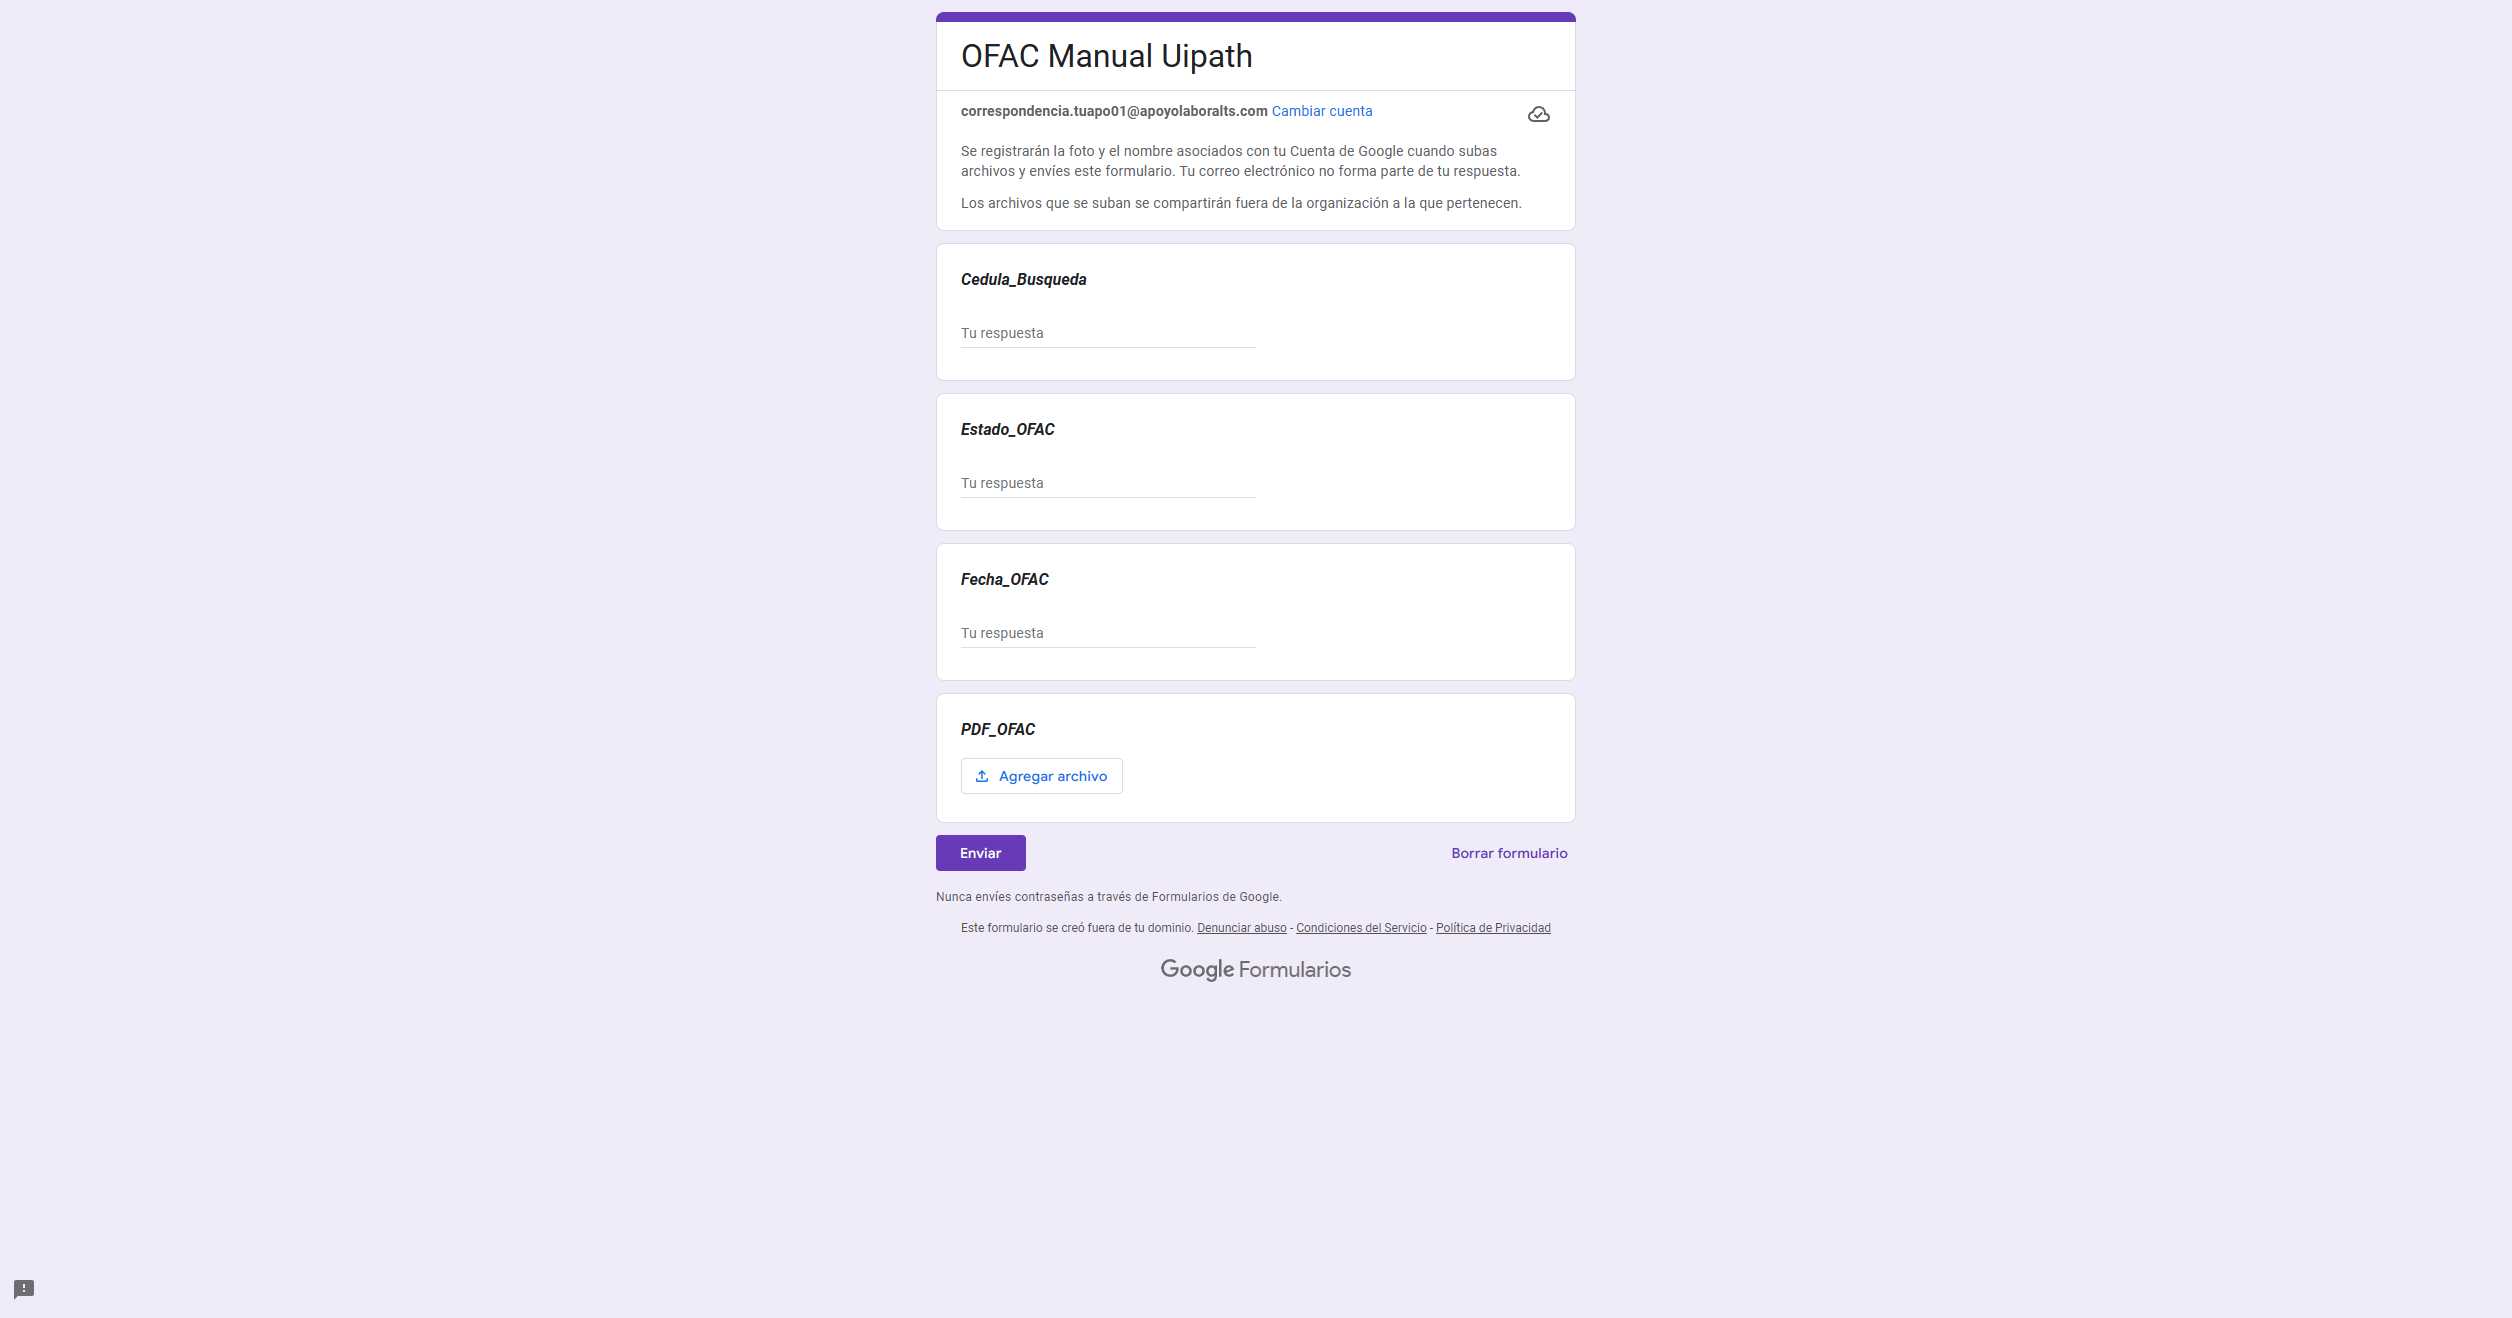 OFAC Manual Uipath
correspondencia.tuapo01@apoyolaboralts.com Cambiar cuenta
Se registrarán la foto y el nombre asociados con tu Cuenta de Google cuando subas
archivos y envíes este formulario. Tu correo electrónico no forma parte de tu respuesta.
Los archivos que se suban se compartirán fuera de la organización a la que pertenecen.
Cedula_Busqueda
Tu respuesta
Estado_OFAC
Tu respuesta
Fecha_OFAC
Tu respuesta
PDF_OFAC
Agregar archivo
Enviar Borrar formulario
Nunca envíes contraseñas a través de Formularios de Google.
Este formulario se creó fuera de tu dominio. Denunciar abuso - Condiciones del Servicio - Política de Privacidad
Google Formularios